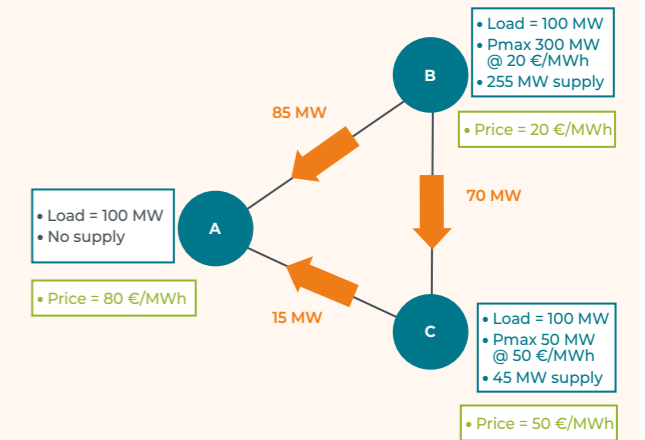 • Load = 100 MW
• Pmax 300 MW
@ 20 €/MWh
• 255 MW supply
B
85 MW
• Price = 20 €/MWh
70 MW
• Load = 100 MW
• No supply
A
• Price = 80 €/MWh
15 MW
C
• Load = 100 MW
• Pmax 50 MW
@ 50 €/MWh
• 45 MW supply
• Price = 50 €/MWh